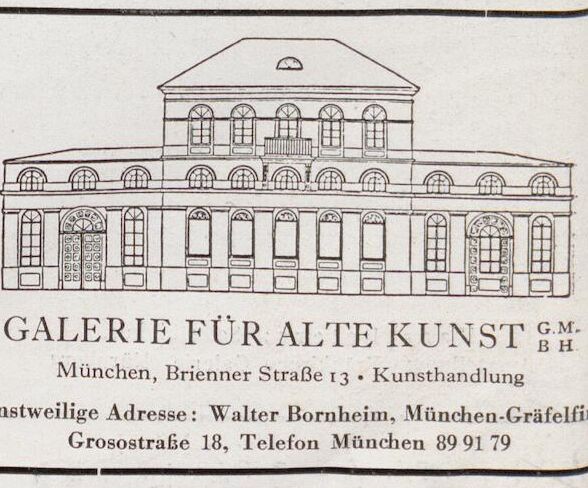 GALERIE FÜR ALTE KUNST G.M.
B H.
München, Brienner Straße 13 • Kunsthandlung
nstweilige Adresse: Walter Bornheim, München-Gräfelfin
Grosostraße 18, Telefon München 89 91 79